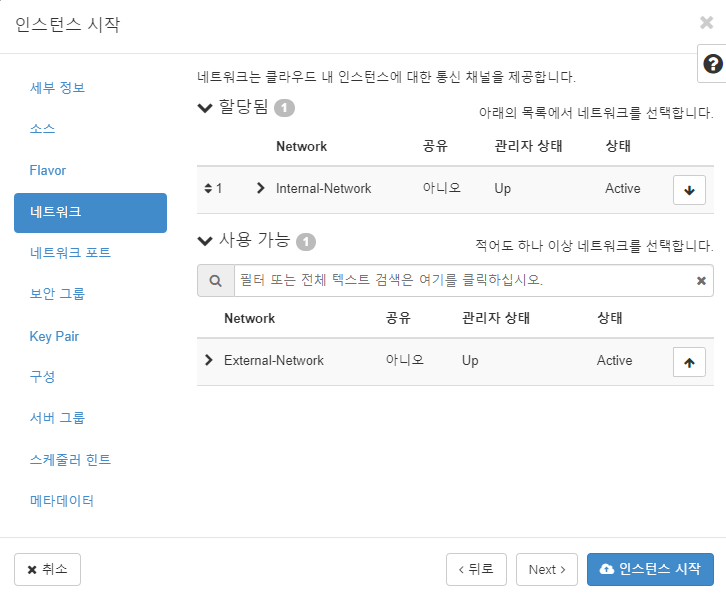 인스턴스 시작
세부 정보
소스
Flavor
네트워크
네트워크 포트
보안 그룹
Key Pair
구성
서버 그룹
스케줄러 힌트
메타데이터
네트워크는 클라우드 내 인스턴스에 대한 통신 채널을 제공합니다.
할당됨 1 아래의 목록에서 네트워크를 선택합니다.
Network 공유 관리자 상태 상태
1 Internal-Network 아니오 Up Active
사용 가능 1 적어도 하나 이상 네트워크를 선택합니다.
필터 또는 전체 텍스트 검색은 여기를 클릭하십시오.
Network 공유 관리자 상태 상태
External-Network 아니오 Up Active
취소 뒤로 Next 인스턴스 시작